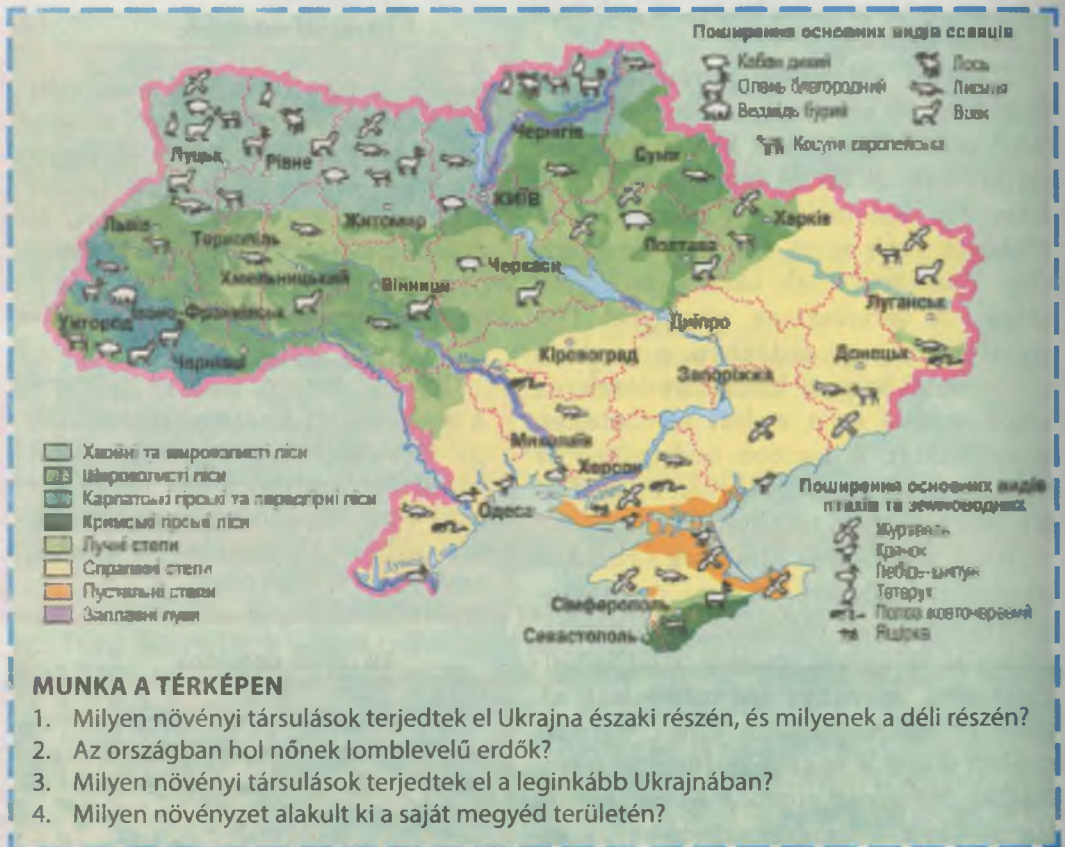 Поширення основних видів ссавців
Кабан дикий
Олень благородний
Ведмідь бурий
Лось
Лисиця
Вовк
Козуля європейська
Чернігів
Луцьк
Рівне
Суми
КИЇВ
Житомир
Львів
Харків
Тернопіль
Полтава
Хмельницький
Черкаси
Вінниця
Луганськ
Івано-Франківськ
Ужгород
Дніпро
Чернівці
Кіровоград
Донецьк
Запоріжжя
Миколаїв
Херсон
Одеса
Сімферополь
Севастополь
Хвойні та широколисті ліси
Широколисті ліси
Карпатські гірські та передгірні ліси
Кримські гірські ліси
Лучні степи
Справжні степи
Пустельні степи
Заплавні луки
Поширення основних видів
птахів та земноводних
Журавель
Крячок
Лебідь-шипун
Тетерук
Полоз жовточеревий
Ящірка
MUNKA A TÉRKÉPEN
1. Milyen növényi társulások terjedtek el Ukrajna északi részén, és milyenek a déli részén?
2. Az országban hol nőnek lomblevelű erdők?
3. Milyen növényi társulások terjedtek el a leginkább Ukrajnában?
4. Milyen növényzet alakult ki a saját megyéd területén?